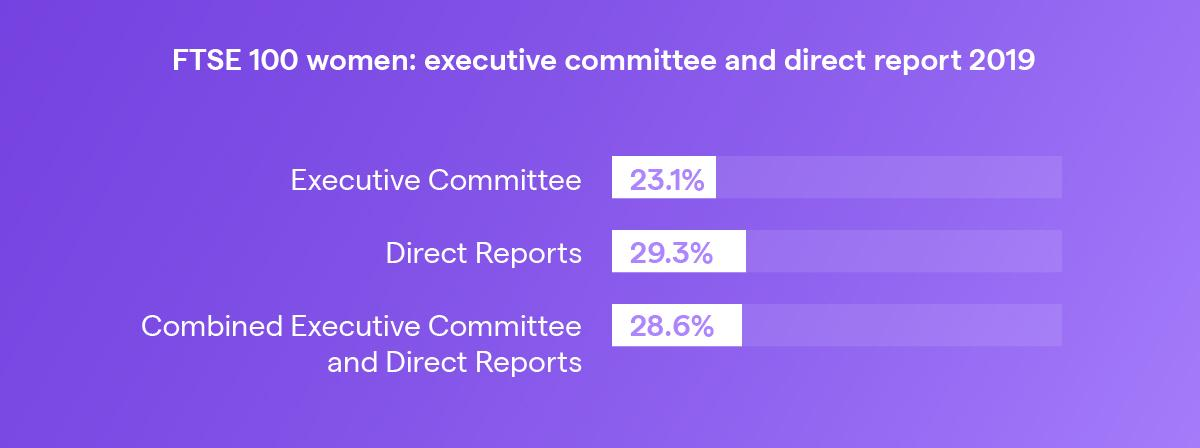 FTSE 100 women: executive committee and direct report 2019
Executive Committee 23.1%
Direct Reports 29.3%
Combined Executive Committee 28.6%
and Direct Reports